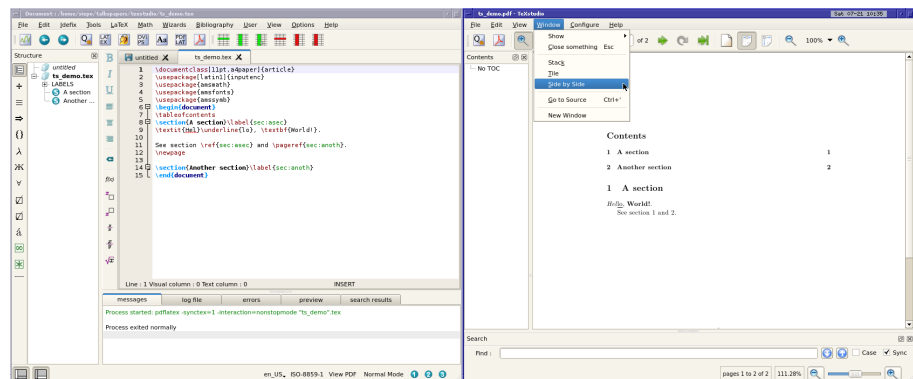 Document : /home/
ts_demo.tex
File Edit Idefix Tools LaTeX Math Wizards Bibliography User View Options Help
Structure
untitled
ts_demo.tex
LABELS
A section
Another ...
untitled X ts_demo.tex X
1 \documentclass[11pt,a4paper]{article}
2 \usepackage[latin1]{inputenc}
3 \usepackage{amsmath}
4 \usepackage{amsfonts}
5 \usepackage{amssymb}
6 \begin{document}
7 \tableofcontents
8 \section{A section}\label{sec:asec}
9 \textit{Hel}\underline{lo}, \textbf{World!}.
10
11 See section \ref{sec:asec} and \pageref{sec:anoth}.
12 \newpage
13
14 \section{Another section}\label{sec:anoth}
15 \end{document}
Line : 1 Visual column : 0 Text column : 0 INSERT
messages log file errors preview search results
Process started: pdflatex -synctex=1 -interaction=nonstopmode "ts_demo".tex
Process exited normally
en_US, ISO-8859-1 View PDF Normal Mode 1 2 3
ts_demo.pdf - TeXstudio
Sat 07-21 10:35
File Edit View Window Configure Help
Show
Close something Esc
Stack
Tile
Side by Side
Go to Source Ctrl+'
New Window
of 2
100%
Contents
No TOC
Contents
1 A section 1
2 Another section 2
1 A section
Hello, World!.
See section 1 and 2.
Search
Find :
Case Sync
pages 1 to 2 of 2 111.28%